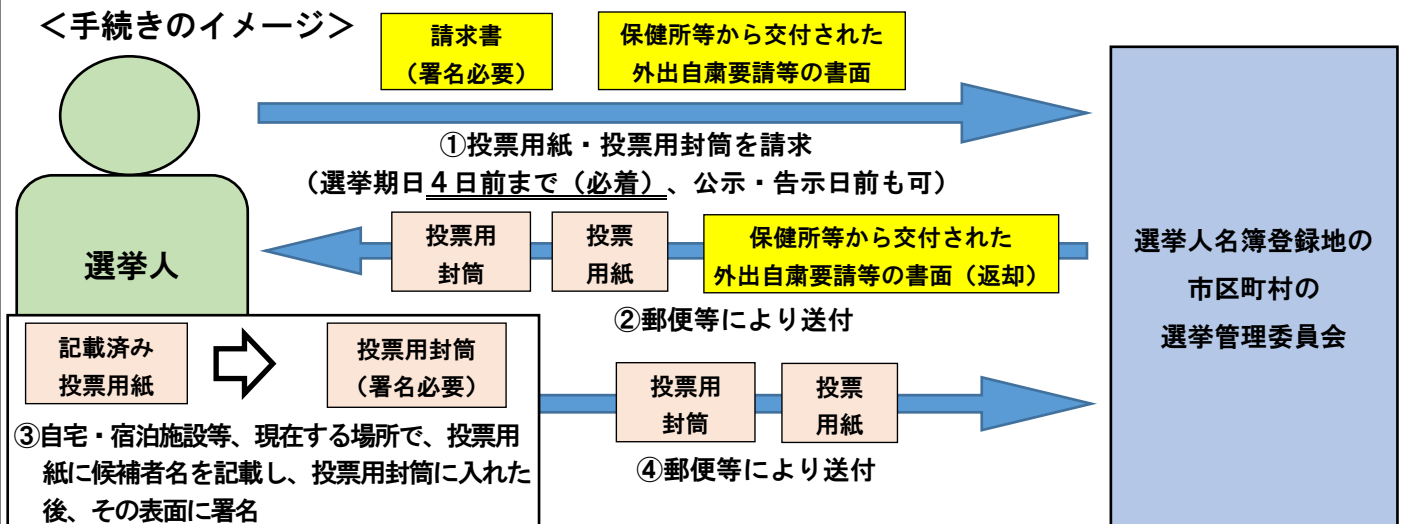 ＜手続きのイメージ＞
請求書
（署名必要）
保健所等から交付された
外出自粛要請等の書面
①投票用紙・投票用封筒を請求
（選挙期日４日前まで（必着）、公示・告示日前も可）
選挙人
投票用
封筒
投票
用紙
保健所等から交付された
外出自粛要請等の書面（返却）
②郵便等により送付
選挙人名簿登録地の
市区町村の
選挙管理委員会
記載済み
投票用紙
投票用封筒
（署名必要）
③自宅・宿泊施設等、現在する場所で、投票用
紙に候補者名を記載し、投票用封筒に入れた
後、その表面に署名
投票用
封筒
投票
用紙
④郵便等により送付